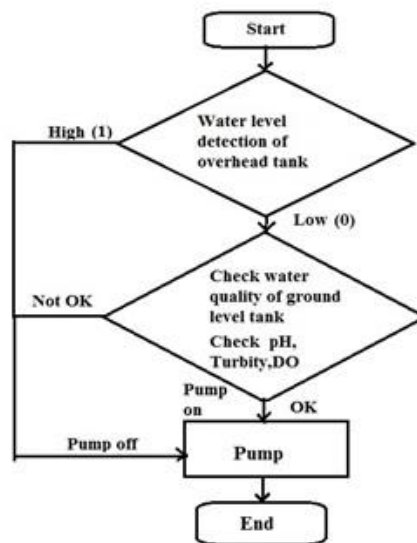 Start
Water level
detection of
overhead tank
High (1)
Low (0)
Check water
quality of ground
level tank
Check pH,
Turbity,DO
Not OK
Pump
on
OK
Pump off
Pump
End